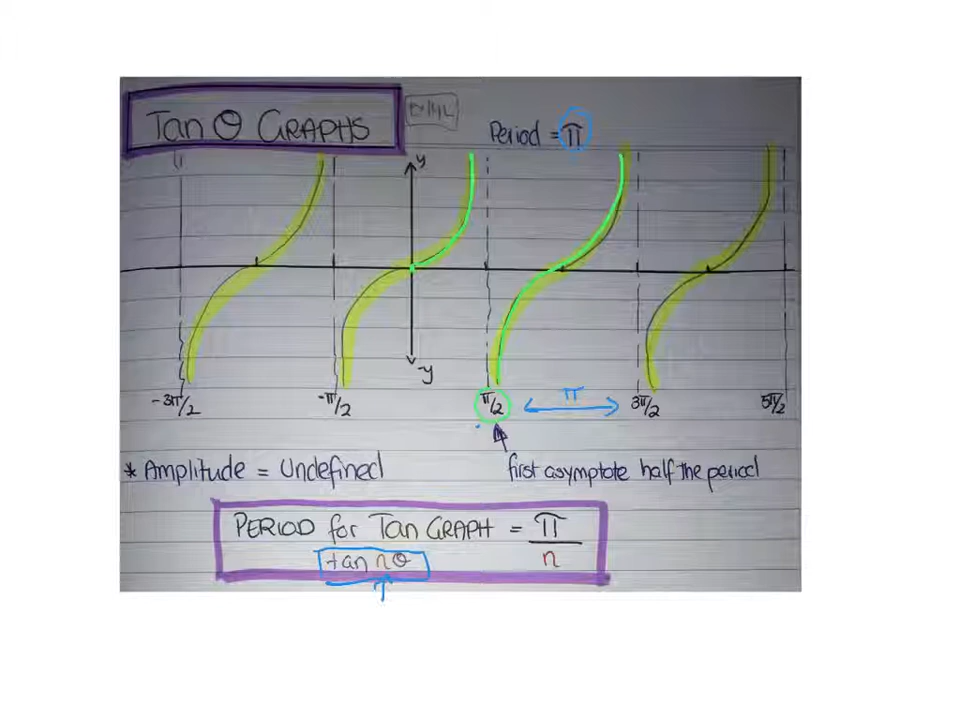 Tan Θ GRAPHS
Period = π
y
-y
-3π/2
-π/2
π/2
π
3π/2
5π/2
* Amplitude = Undefined
first asymptote half the period
PERIOD for Tan GRAPH = π/n
tan nΘ